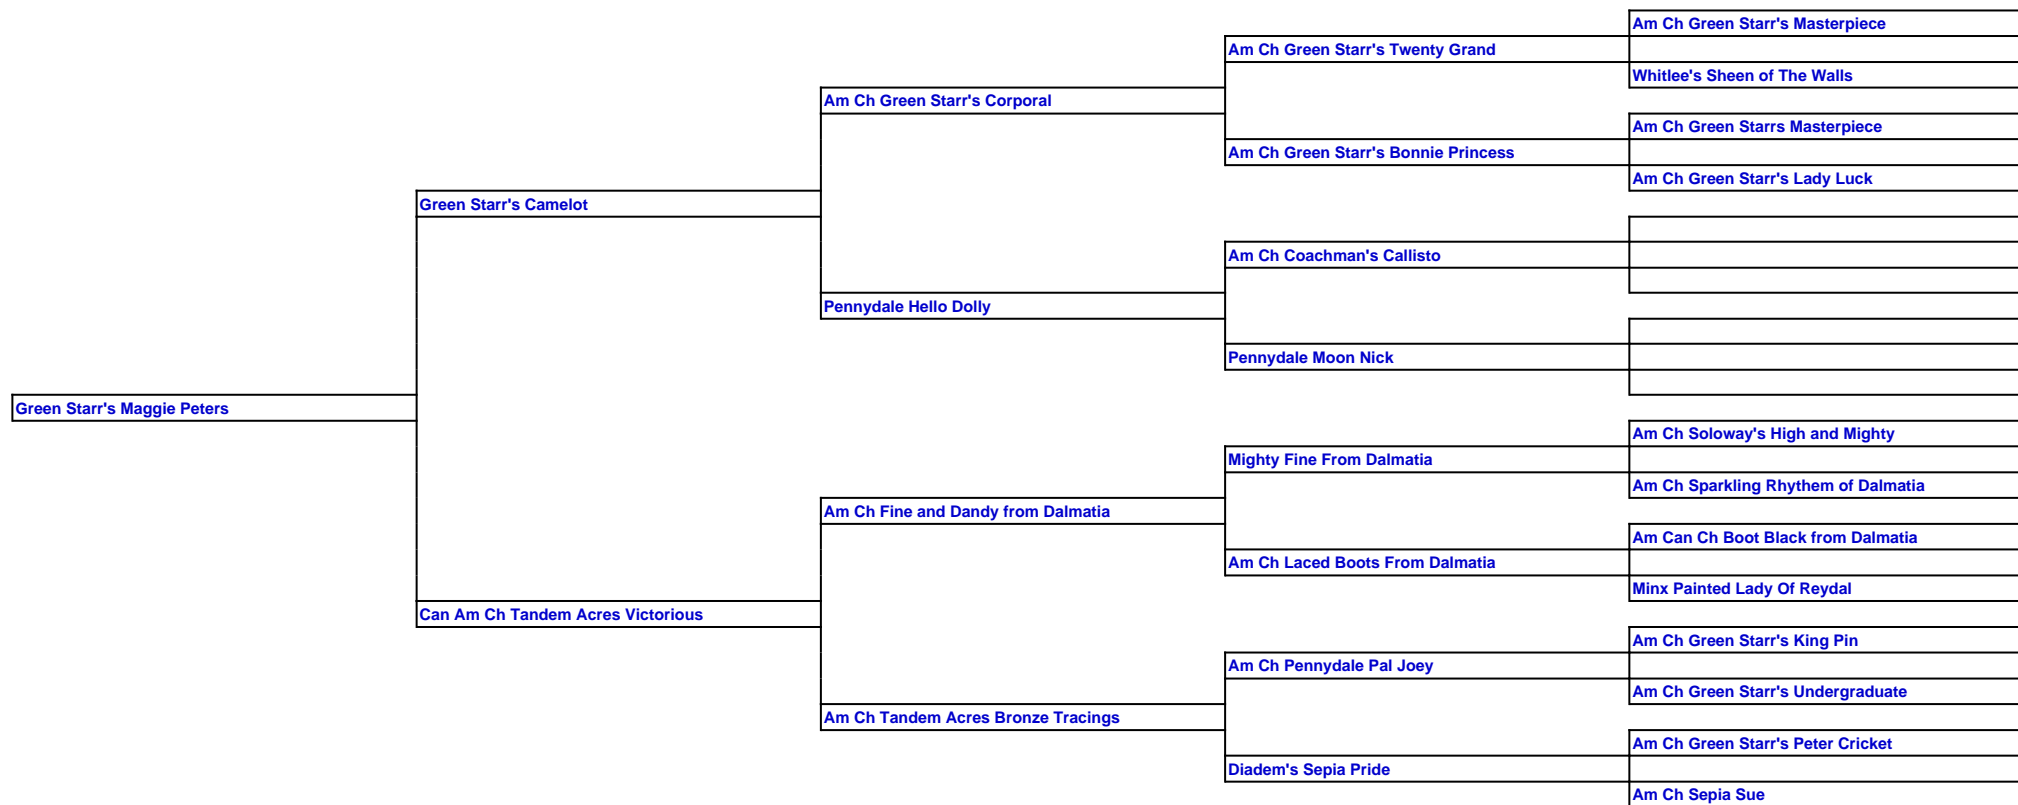 Am Ch Green Starr's Masterpiece
Am Ch Green Starr's Twenty Grand
Whitlee's Sheen of The Walls
Am Ch Green Starr's Corporal
Am Ch Green Starrs Masterpiece
Am Ch Green Starr's Bonnie Princess
Am Ch Green Starr's Lady Luck
Green Starr's Camelot
Am Ch Coachman's Callisto
Pennydale Hello Dolly
Pennydale Moon Nick
Green Starr's Maggie Peters
Am Ch Soloway's High and Mighty
Mighty Fine From Dalmatia
Am Ch Sparkling Rhythem of Dalmatia
Am Ch Fine and Dandy from Dalmatia
Am Can Ch Boot Black from Dalmatia
Am Ch Laced Boots From Dalmatia
Minx Painted Lady Of Reydal
Can Am Ch Tandem Acres Victorious
Am Ch Green Starr's King Pin
Am Ch Pennydale Pal Joey
Am Ch Green Starr's Undergraduate
Am Ch Tandem Acres Bronze Tracings
Am Ch Green Starr's Peter Cricket
Diadem's Sepia Pride
Am Ch Sepia Sue